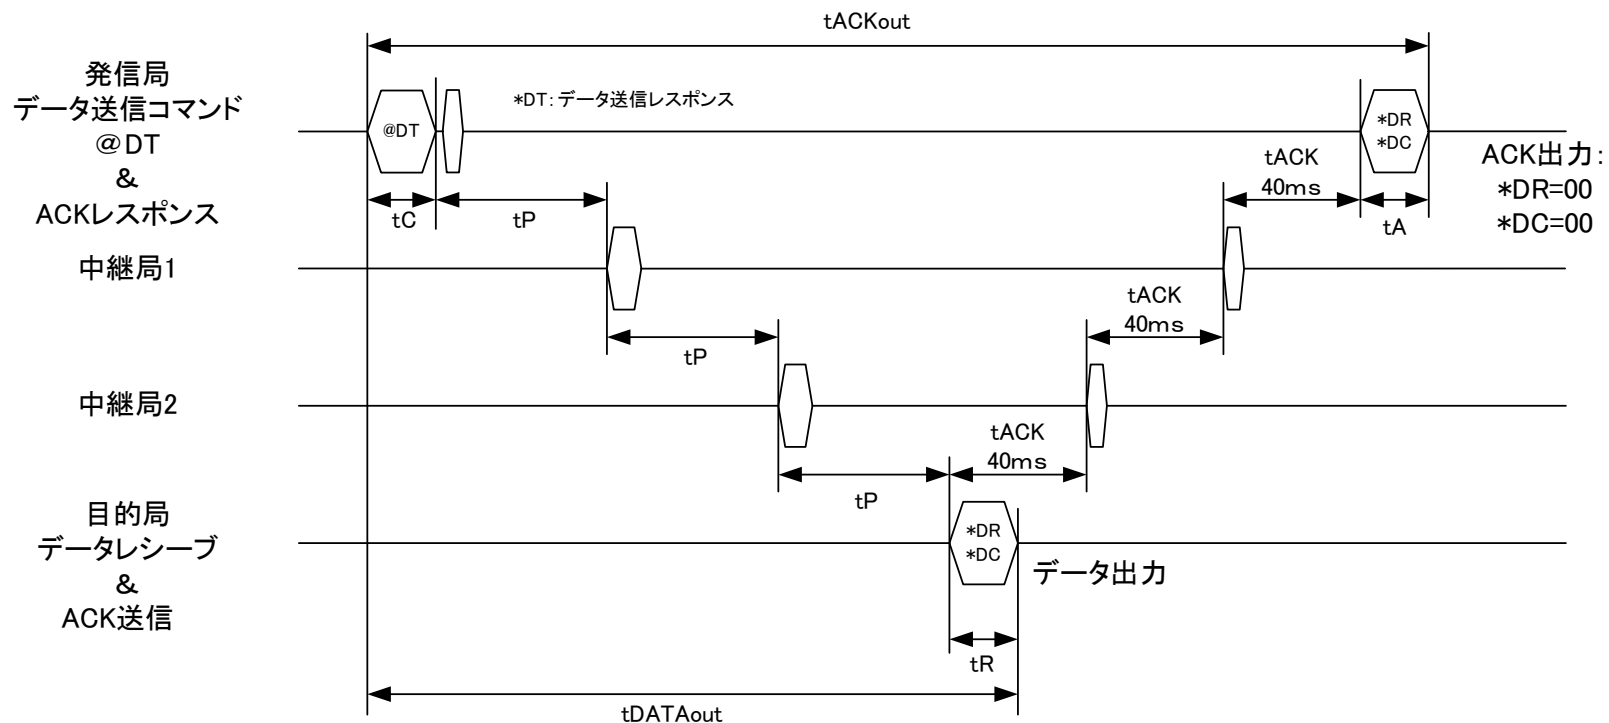 tACKout
発信局
データ送信コマンド
＠DT
&
ACKレスポンス
@DT
*DT：データ送信レスポンス
*DR
*DC
ACK出力：
*DR=00
*DC=00
tACK
40ms
tC
tP
tA
中継局1
tACK
40ms
tP
中継局2
tACK
40ms
tP
目的局
データレシーブ
&
ACK送信
*DR
*DC
データ出力
tR
tDATAout